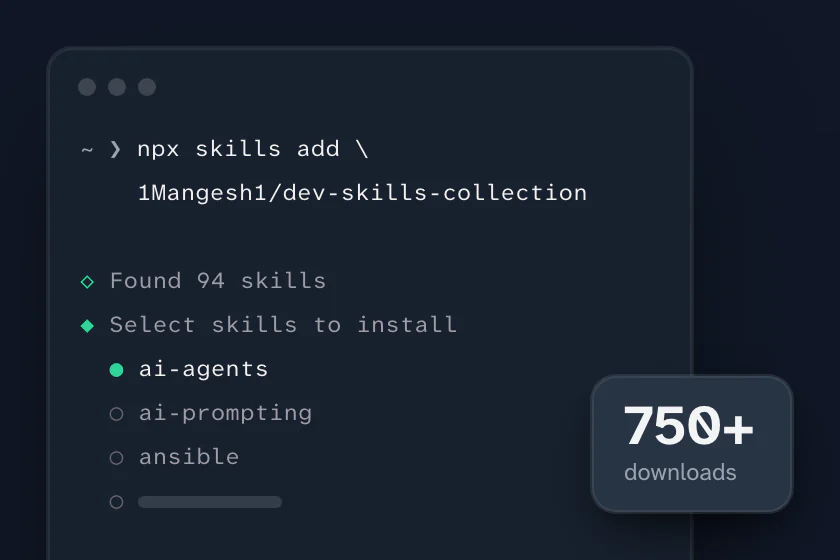 ~ ❯ npx skills add \
1Mangesh1/dev-skills-collection
Found 94 skills
Select skills to install
ai-agents
ai-prompting
ansible
750+
downloads